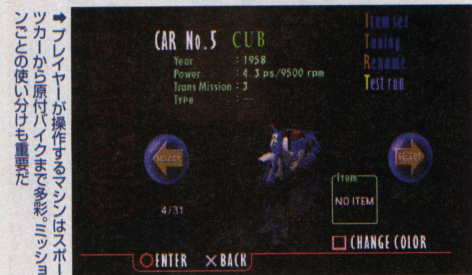 ➡プレイヤーが操作するマシンはスポー
ツカーから原付バイクまで多彩。ミッショ
ンごとの使い分けも重要だ
CAR No.5 CUB
Year : 1958
Power : 4.3 ps/9500 rpm
Trans Mission : 3
Type : --
Item set
Tuning
Rename
Test run
SELECT
SELECT
4/31
Item
NO ITEM
CHANGE COLOR
ENTER
BACK